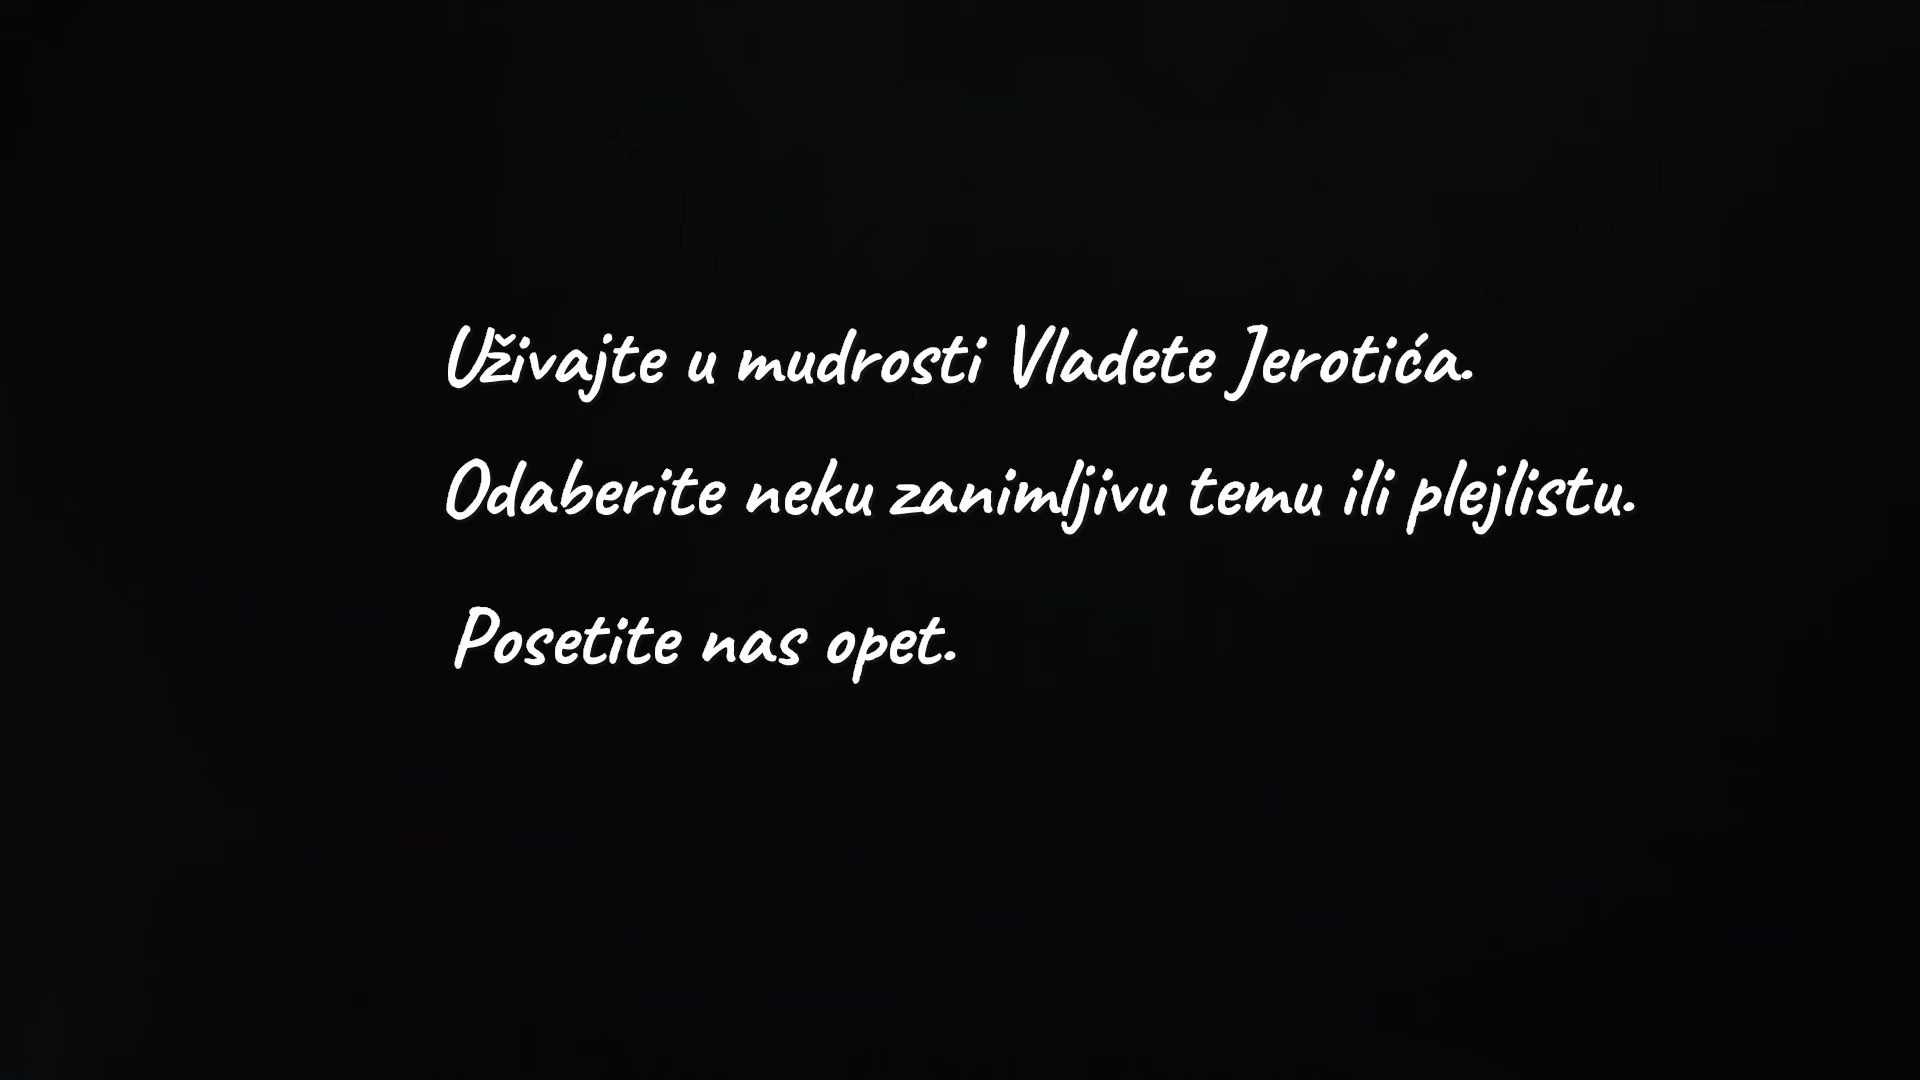 Uživajte u mudrosti Vladete Jerotića.
Odaberite neku zanimljivu temu ili plejlistu.
Posetite nas opet.